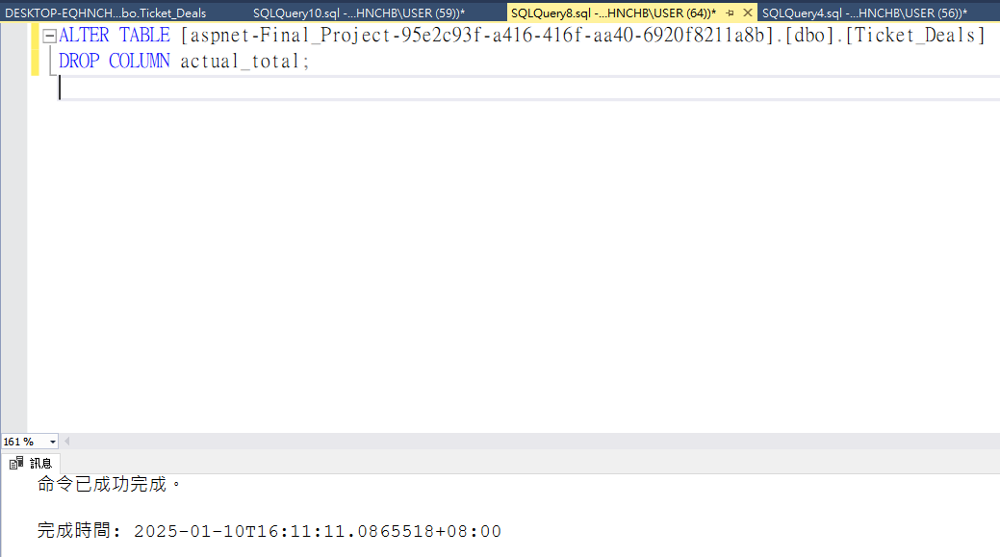 DESKTOP-EQHNCH...bo.Ticket_Deals SQLQuery10.sql -...HNCHB\USER (59))* SQLQuery8.sql -...HNCHB\USER (64))* SQLQuery4.sql -...HNCHB\USER (56))*
ALTER TABLE [aspnet-Final_Project-95e2c93f-a416-416f-aa40-6920f8211a8b].[dbo].[Ticket_Deals]
DROP COLUMN actual_total;
161 %
訊息
命令已成功完成。
完成時間: 2025-01-10T16:11:11.0865518+08:00